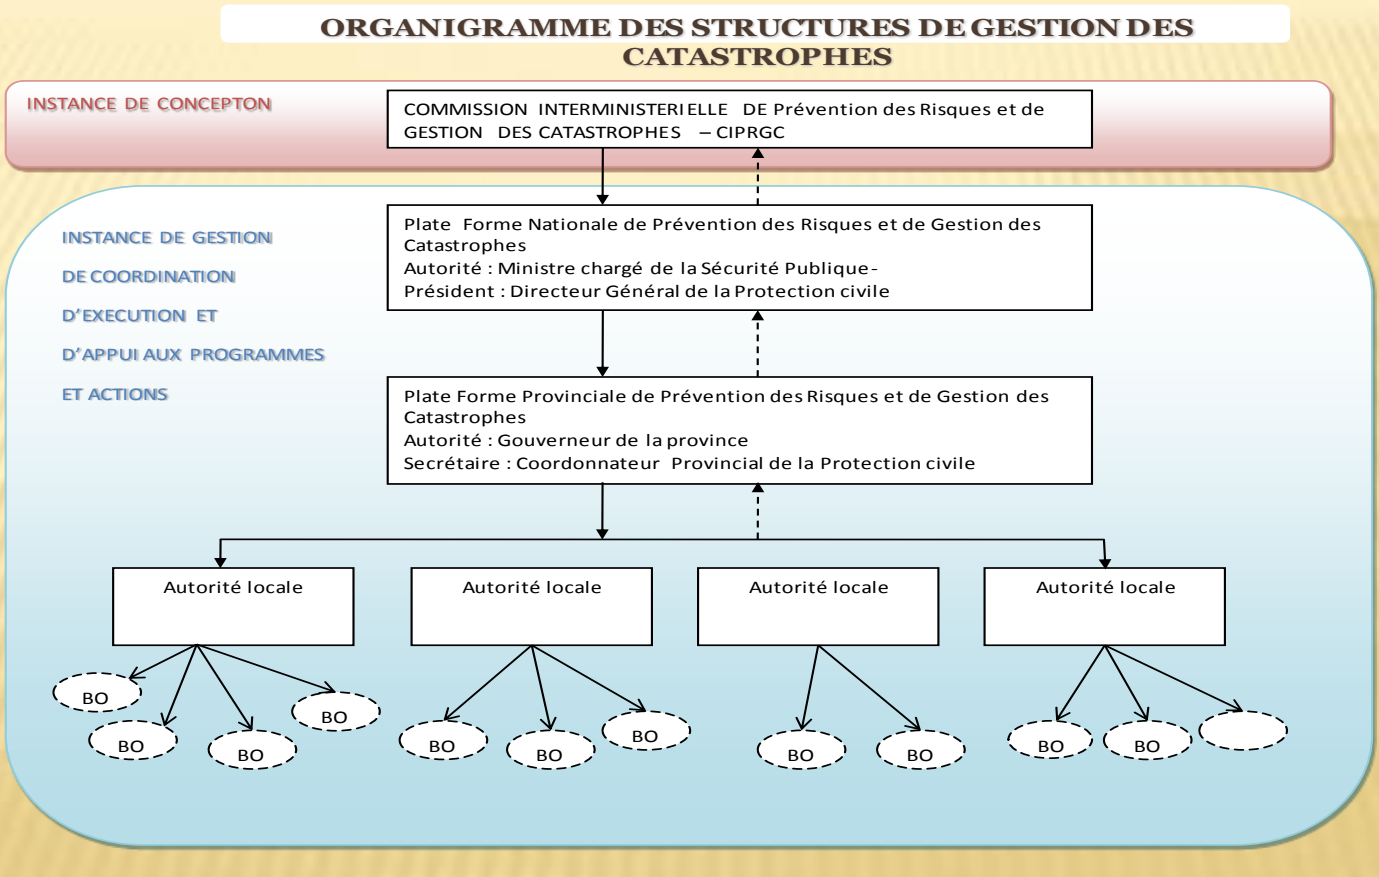 ORGANIGRAMME DES STRUCTURES DE GESTION DES
CATASTROPHES
INSTANCE DE CONCEPTON
COMMISSION INTERMINISTERIELLE DE Prévention des Risques et de
GESTION DES CATASTROPHES – CIPRGC
INSTANCE DE GESTION
DE COORDINATION
D’EXECUTION ET
D’APPUI AUX PROGRAMMES
ET ACTIONS
Plate Forme Nationale de Prévention des Risques et de Gestion des
Catastrophes
Autorité : Ministre chargé de la Sécurité Publique-
Président : Directeur Général de la Protection civile
Plate Forme Provinciale de Prévention des Risques et de Gestion des
Catastrophes
Autorité : Gouverneur de la province
Secrétaire : Coordonnateur Provincial de la Protection civile
Autorité locale
Autorité locale
Autorité locale
Autorité locale
BO
BO
BO
BO
BO
BO
BO
BO
BO
BO
BO